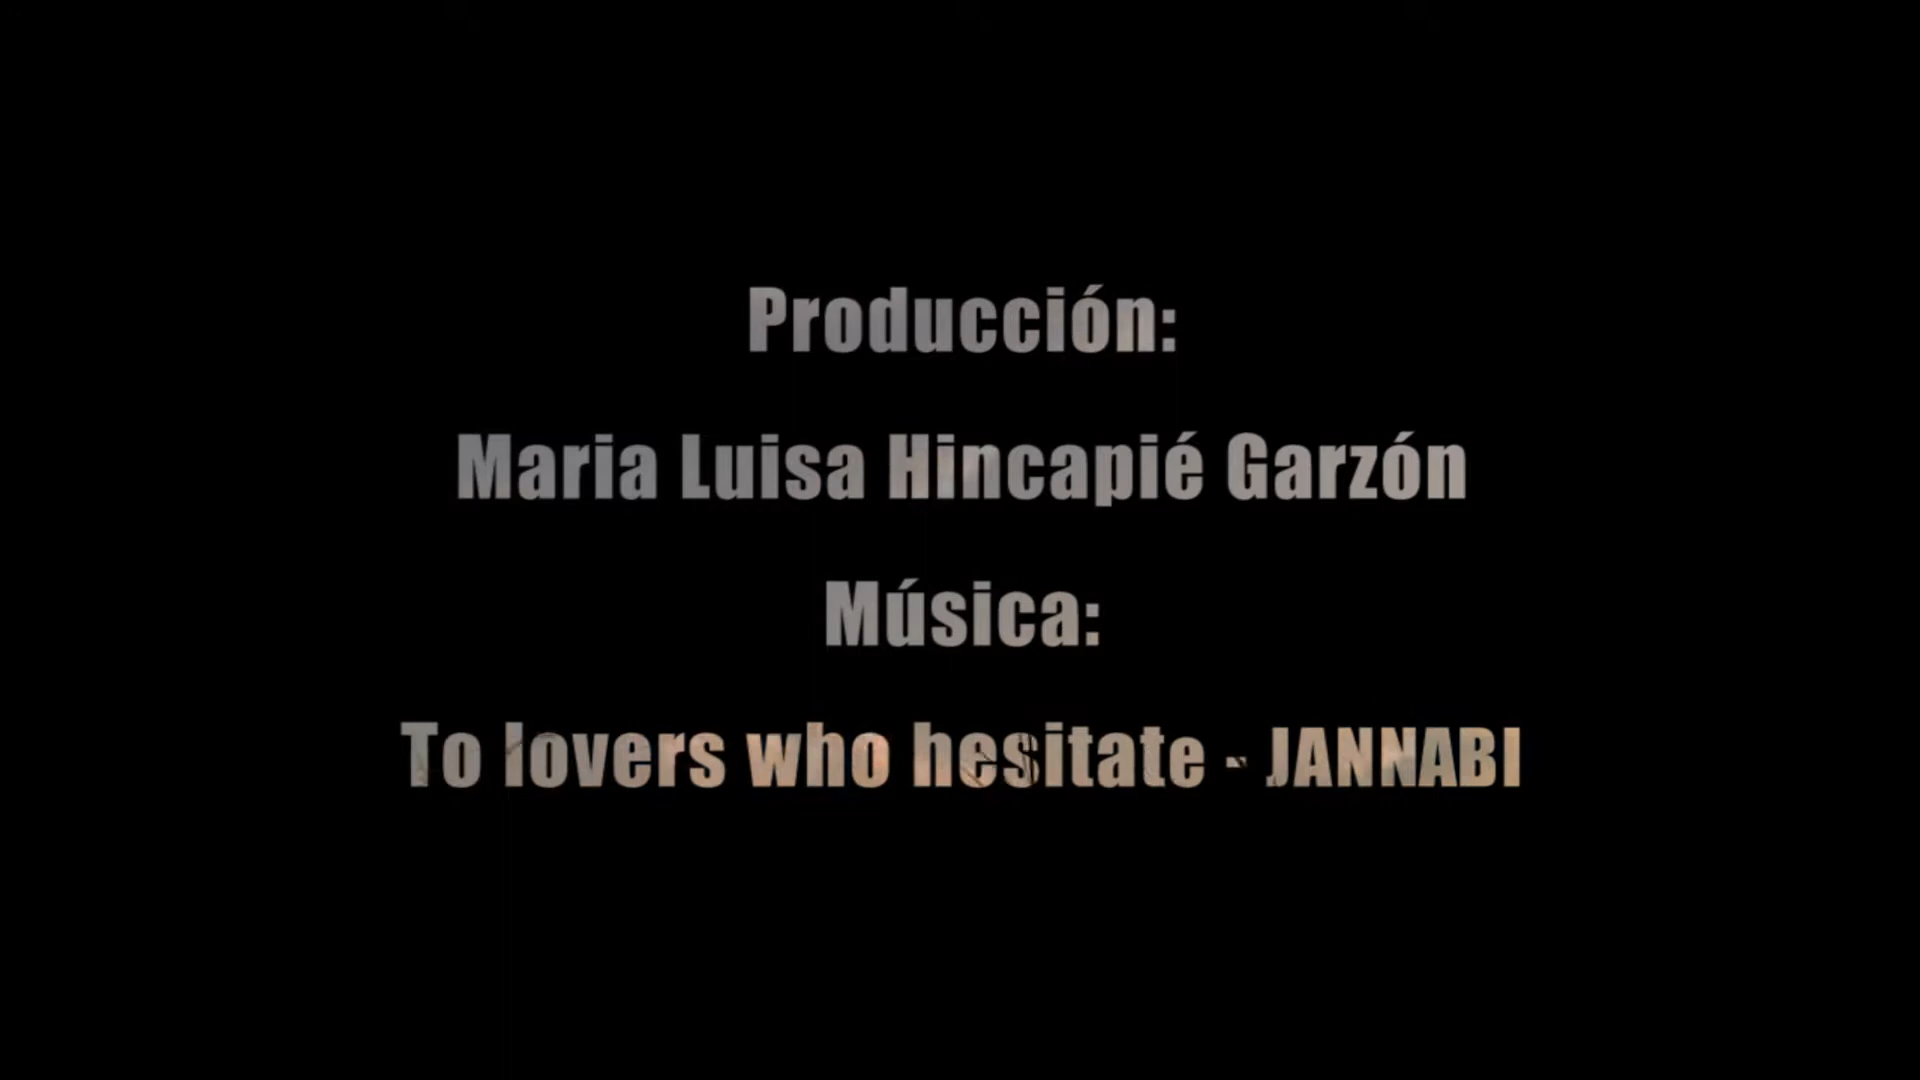 Producción:
Maria Luisa Hincapié Garzón
Música:
To lovers who hesitate - JANNABI